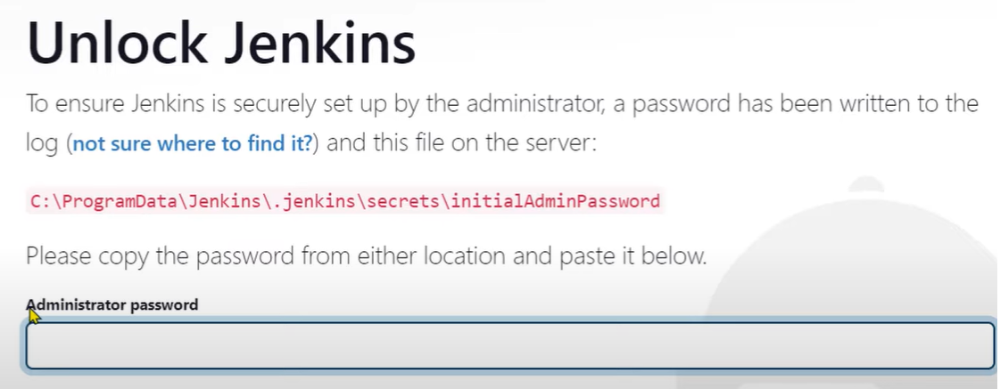 Unlock Jenkins
To ensure Jenkins is securely set up by the administrator, a password has been written to the
log (not sure where to find it?) and this file on the server:
C:\ProgramData\Jenkins\.jenkins\secrets\initialAdminPassword
Please copy the password from either location and paste it below.
Administrator password